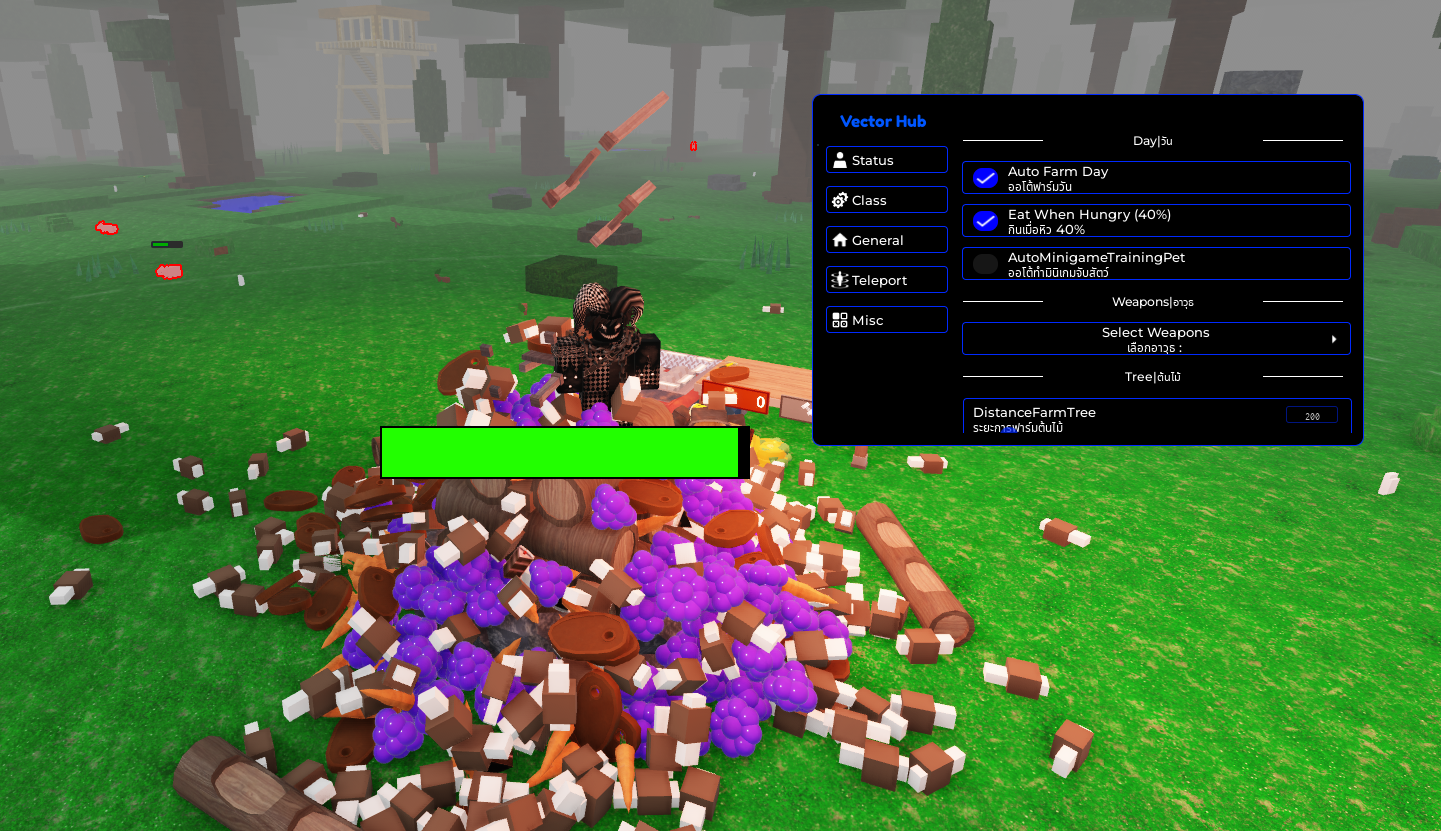 Vector Hub
Status
Class
General
Teleport
Misc
Day|วัน
Auto Farm Day
ออโต้ฟาร์มวัน
Eat When Hungry (40%)
กินเมื่อหิว 40%
AutoMinigameTrainingPet
ออโต้ทำมินิเกมจับสัตว์
Weapons|อาวุธ
Select Weapons
เลือกอาวุธ :
Tree|ต้นไม้
DistanceFarmTree
200
ระยะการฟาร์มต้นไม้
0